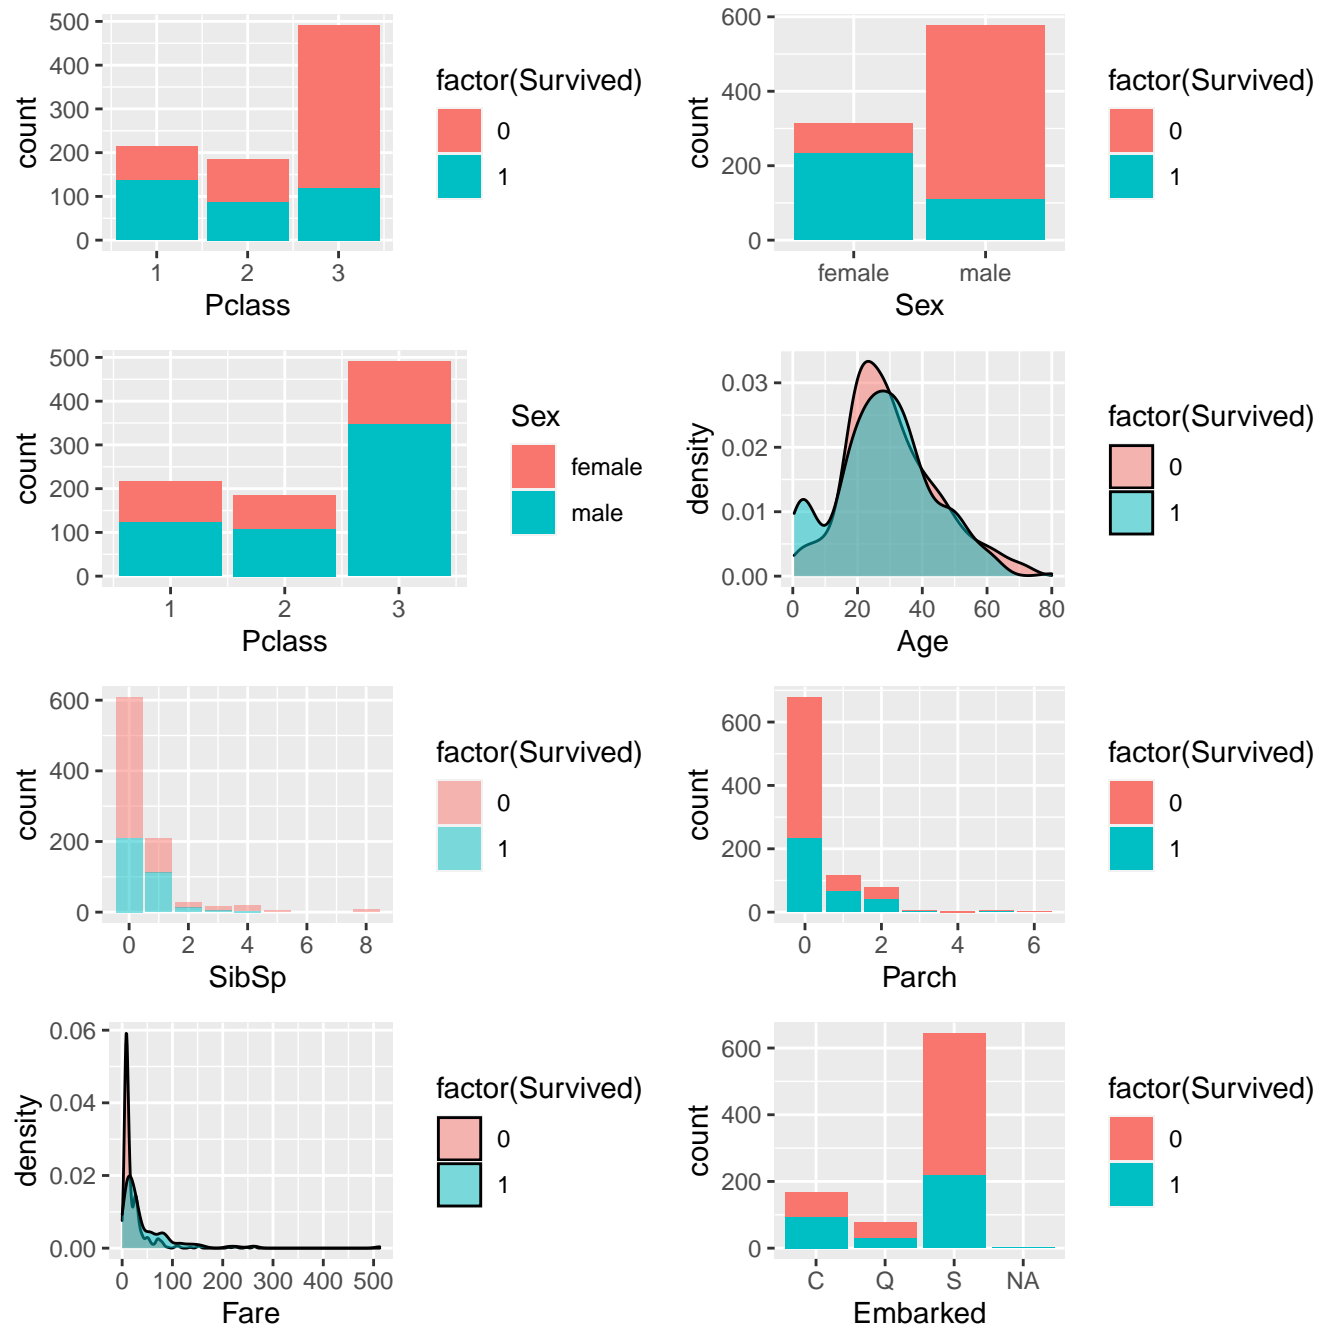 500
400
300
200
100
0
count
1 2 3
Pclass
factor(Survived)
0
1
600
400
200
0
count
female male
Sex
factor(Survived)
0
1
500
400
300
200
100
0
count
1 2 3
Pclass
Sex
female
male
0.03
0.02
0.01
0.00
density
0 20 40 60 80
Age
factor(Survived)
0
1
600
400
200
0
count
0 2 4 6 8
SibSp
factor(Survived)
0
1
600
400
200
0
count
0 2 4 6
Parch
factor(Survived)
0
1
0.06
0.04
0.02
0.00
density
0 100 200 300 400 500
Fare
factor(Survived)
0
1
600
400
200
0
count
C Q S NA
Embarked
factor(Survived)
0
1